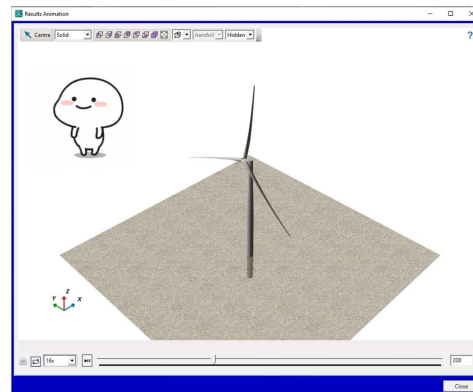 Results Animation
Centre Solid Aerofoil Hidden ?
Z
Y X
16x 200
Close